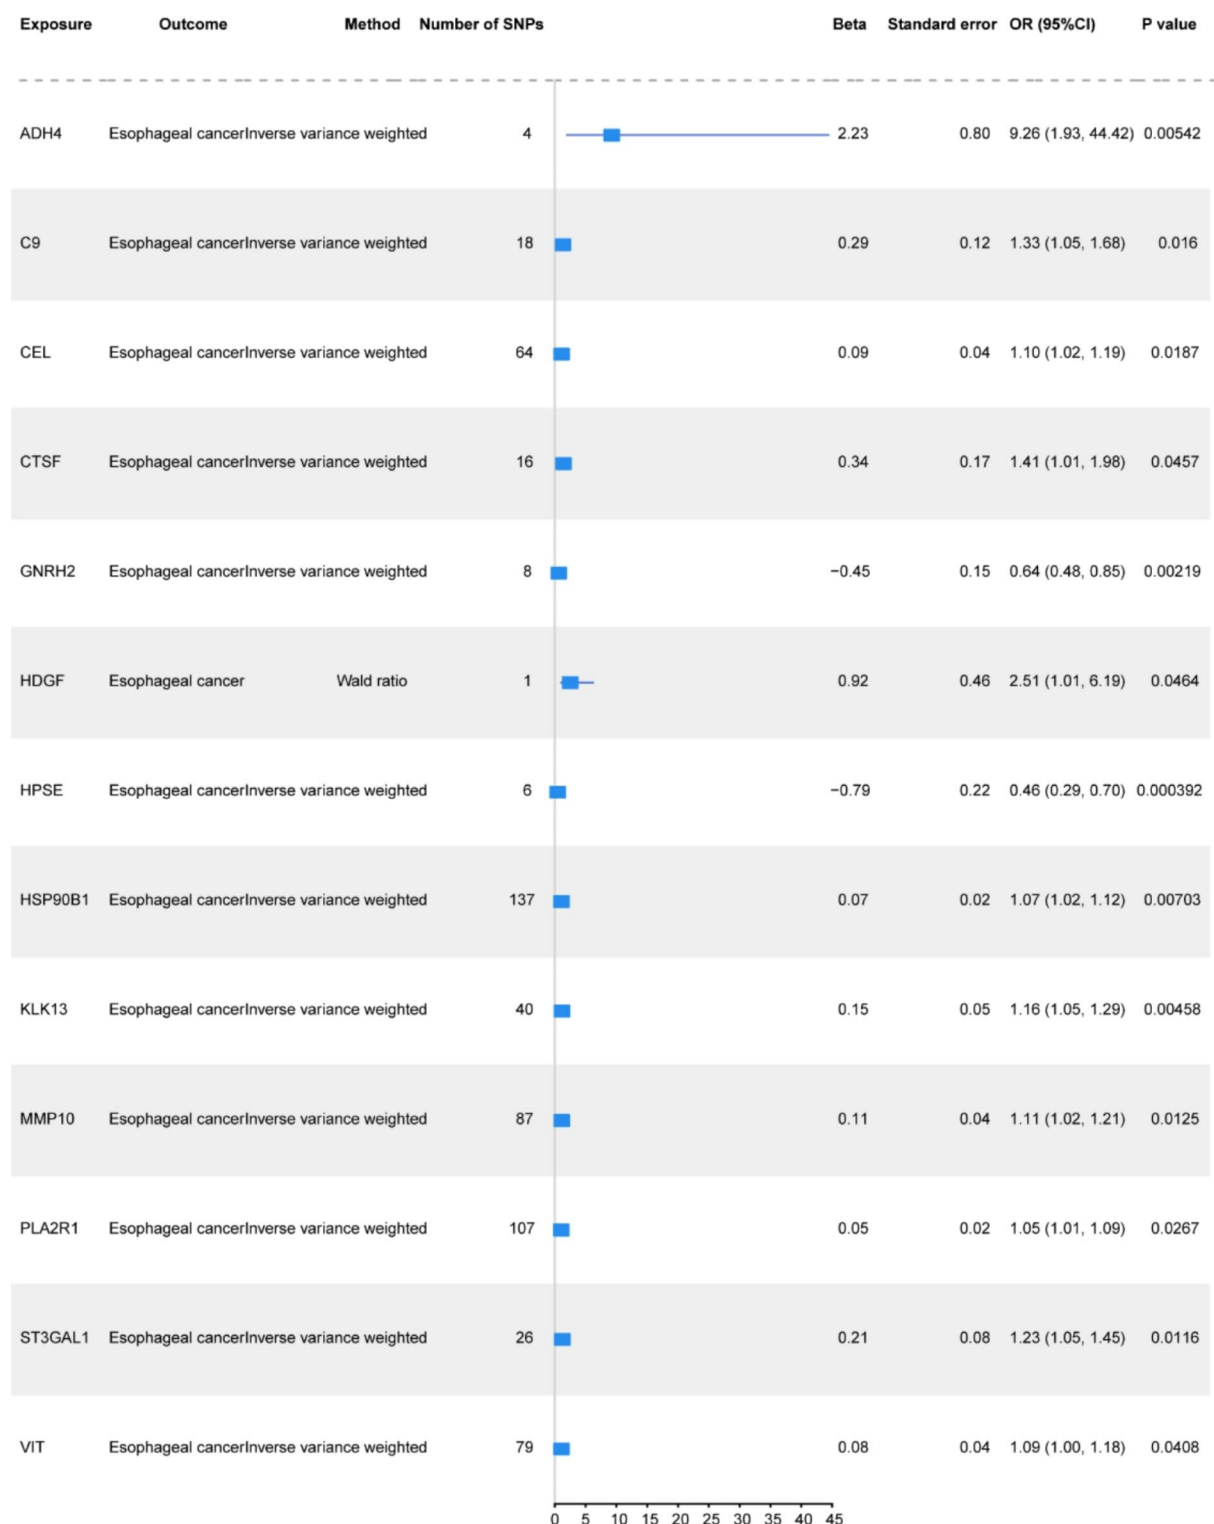 Exposure Outcome Method Number of SNPs Beta Standard error OR (95%CI) P value
ADH4 Esophageal cancerInverse variance weighted 4 2.23 0.80 9.26 (1.93, 44.42) 0.00542
C9 Esophageal cancerInverse variance weighted 18 0.29 0.12 1.33 (1.05, 1.68) 0.016
CEL Esophageal cancerInverse variance weighted 64 0.09 0.04 1.10 (1.02, 1.19) 0.0187
CTSF Esophageal cancerInverse variance weighted 16 0.34 0.17 1.41 (1.01, 1.98) 0.0457
GNRH2 Esophageal cancerInverse variance weighted 8 −0.45 0.15 0.64 (0.48, 0.85) 0.00219
HDGF Esophageal cancer Wald ratio 1 0.92 0.46 2.51 (1.01, 6.19) 0.0464
HPSE Esophageal cancerInverse variance weighted 6 −0.79 0.22 0.46 (0.29, 0.70) 0.000392
HSP90B1 Esophageal cancerInverse variance weighted 137 0.07 0.02 1.07 (1.02, 1.12) 0.00703
KLK13 Esophageal cancerInverse variance weighted 40 0.15 0.05 1.16 (1.05, 1.29) 0.00458
MMP10 Esophageal cancerInverse variance weighted 87 0.11 0.04 1.11 (1.02, 1.21) 0.0125
PLA2R1 Esophageal cancerInverse variance weighted 107 0.05 0.02 1.05 (1.01, 1.09) 0.0267
ST3GAL1 Esophageal cancerInverse variance weighted 26 0.21 0.08 1.23 (1.05, 1.45) 0.0116
VIT Esophageal cancerInverse variance weighted 79 0.08 0.04 1.09 (1.00, 1.18) 0.0408
0 5 10 15 20 25 30 35 40 45